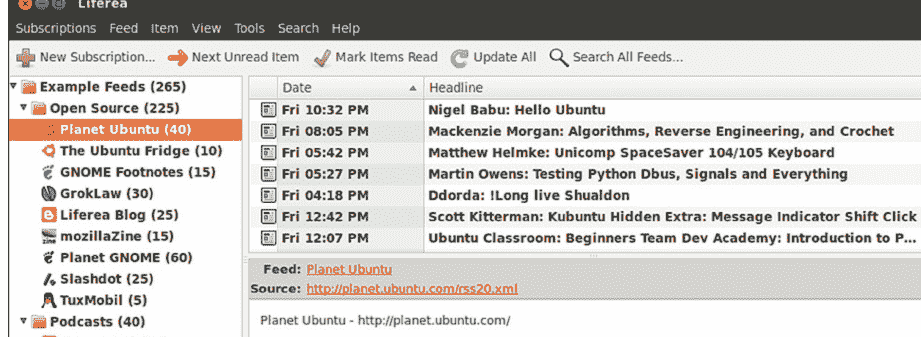 Liferea
Subscriptions Feed Item View Tools Search Help
New Subscription... Next Unread Item Mark Items Read Update All Search All Feeds...
Example Feeds (265)
Open Source (225)
Planet Ubuntu (40)
The Ubuntu Fridge (10)
GNOME Footnotes (15)
GrokLaw (30)
Liferea Blog (25)
mozillaZine (15)
Planet GNOME (60)
Slashdot (25)
TuxMobil (5)
Podcasts (40)
Date Headline
Fri 10:32 PM Nigel Babu: Hello Ubuntu
Fri 08:05 PM Mackenzie Morgan: Algorithms, Reverse Engineering, and Crochet
Fri 05:42 PM Matthew Helmke: Unicomp SpaceSaver 104/105 Keyboard
Fri 05:27 PM Martin Owens: Testing Python Dbus, Signals and Everything
Fri 04:18 PM Ddorda: !Long live Shualdon
Fri 12:42 PM Scott Kitterman: Kubuntu Hidden Extra: Message Indicator Shift Click
Fri 12:07 PM Ubuntu Classroom: Beginners Team Dev Academy: Introduction to P...
Feed: Planet Ubuntu
Source: http://planet.ubuntu.com/rss20.xml
Planet Ubuntu - http://planet.ubuntu.com/